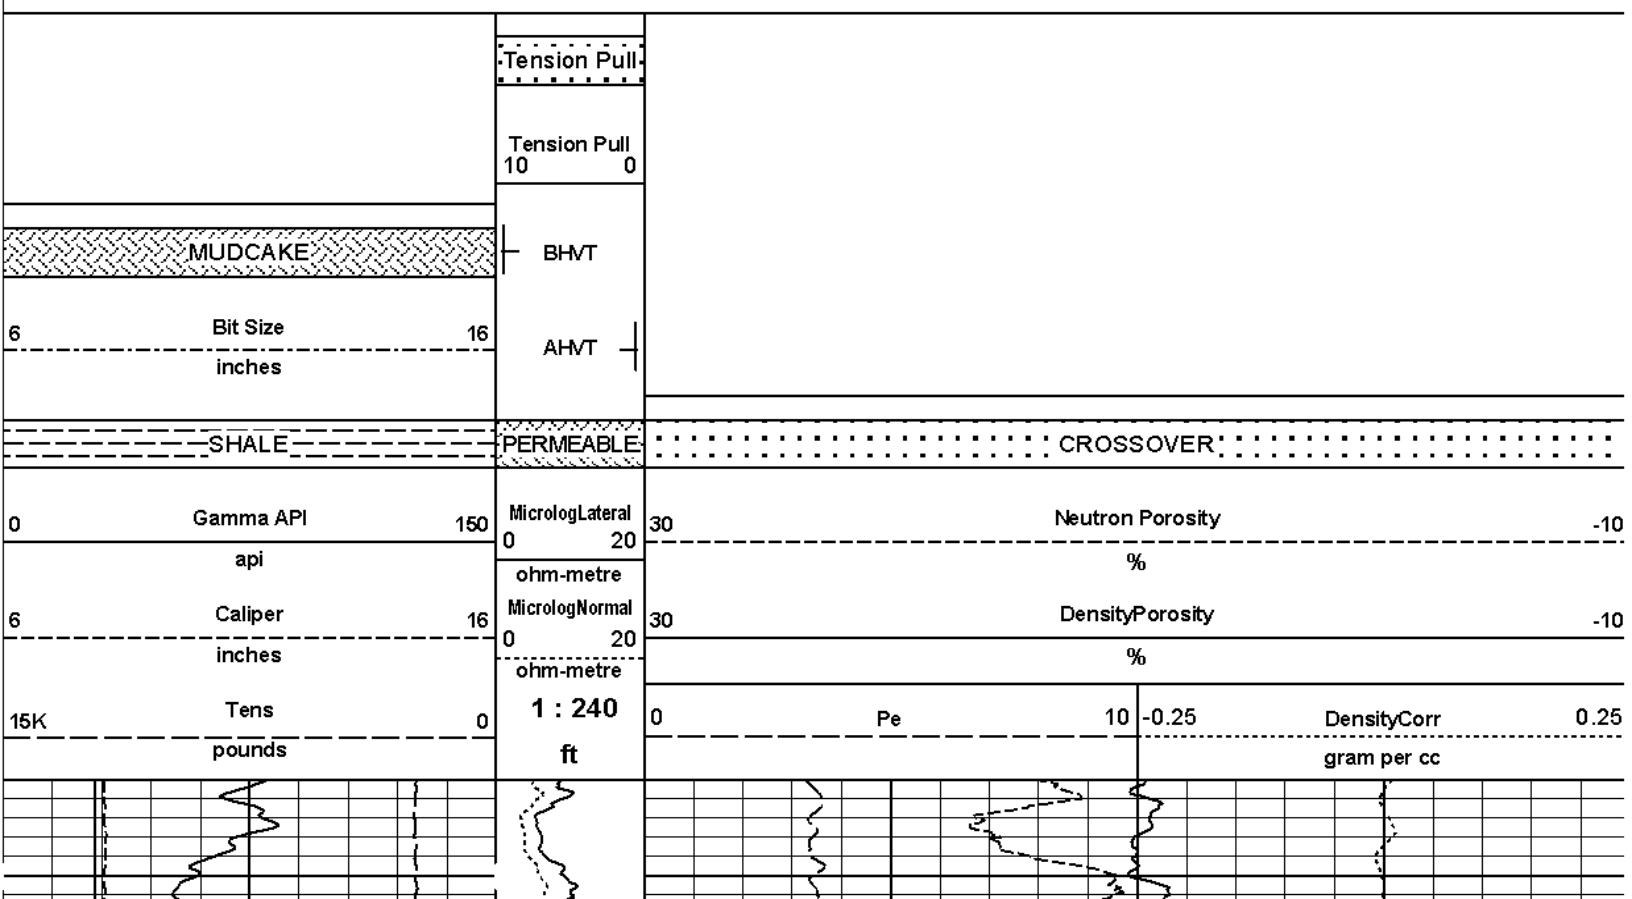 Tension Pull
Tension Pull
10 0
MUDCAKE
BHVT
6 Bit Size 16
inches
AHVT
SHALE PERMEABLE CROSSOVER
0 Gamma API 150
api
MicrologLateral
0 20
ohm-metre
30 Neutron Porosity -10
%
6 Caliper 16
inches
MicrologNormal
0 20
ohm-metre
30 DensityPorosity -10
%
15K Tens 0
pounds
1 : 240
ft
0 Pe 10
-0.25 DensityCorr 0.25
gram per cc